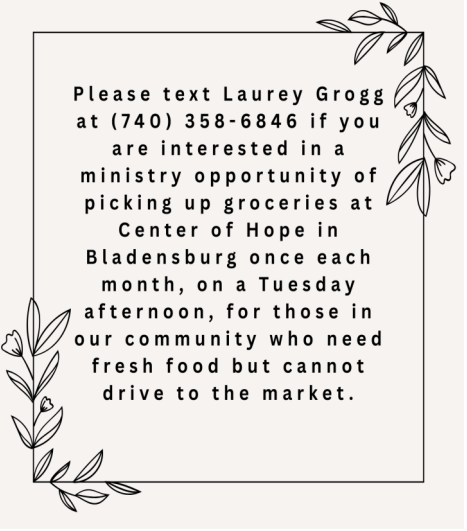 Please text Laurey Grogg
at (740) 358-6846 if you
are interested in a
ministry opportunity of
picking up groceries at
Center of Hope in
Bladensburg once each
month, on a Tuesday
afternoon, for those in
our community who need
fresh food but cannot
drive to the market.